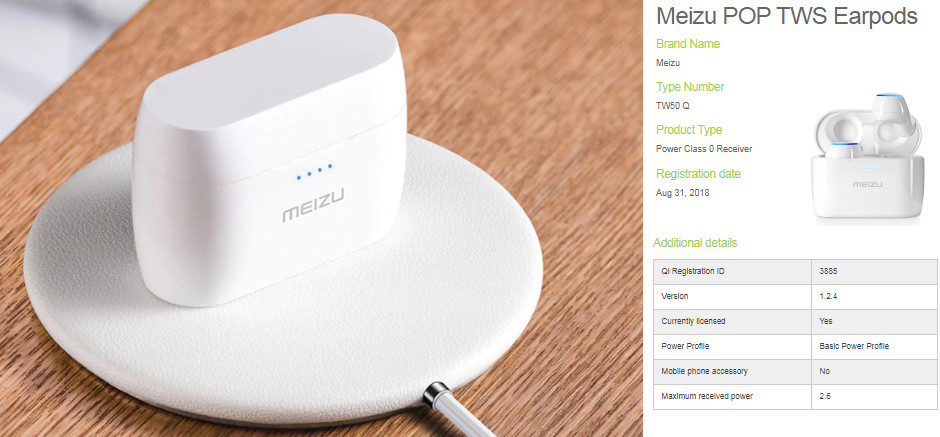 MEIZU
Meizu POP TWS Earpods
Brand Name
Meizu
Type Number
TW50 Q
Product Type
Power Class 0 Receiver
Registration date
Aug 31, 2018
MEIZU
Additional details
Qi Registration ID 3885
Version 1.2.4
Currently licensed Yes
Power Profile Basic Power Profile
Mobile phone accessory No
Maximum received power 2.6